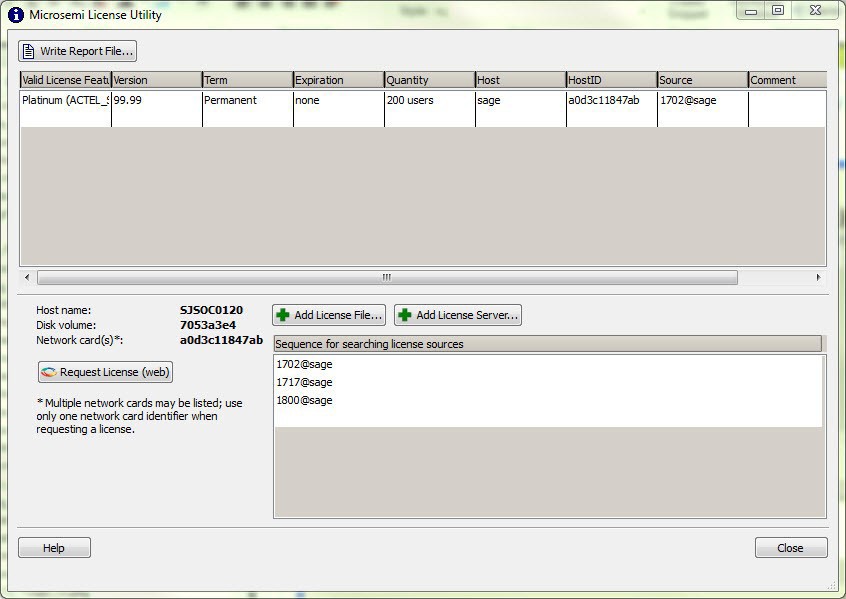 Microsemi License Utility
Write Report File...
Valid License Featu Version Term Expiration Quantity Host HostID Source Comment
Platinum (ACTEL_S 99.99 Permanent none 200 users sage a0d3c11847ab 1702@sage
Host name: SJSOC0120
Disk volume: 7053a3e4
Network card(s)*: a0d3c11847ab
Add License File... Add License Server...
Sequence for searching license sources
1702@sage
1717@sage
1800@sage
Request License (web)
* Multiple network cards may be listed; use
only one network card identifier when
requesting a license.
Help Close